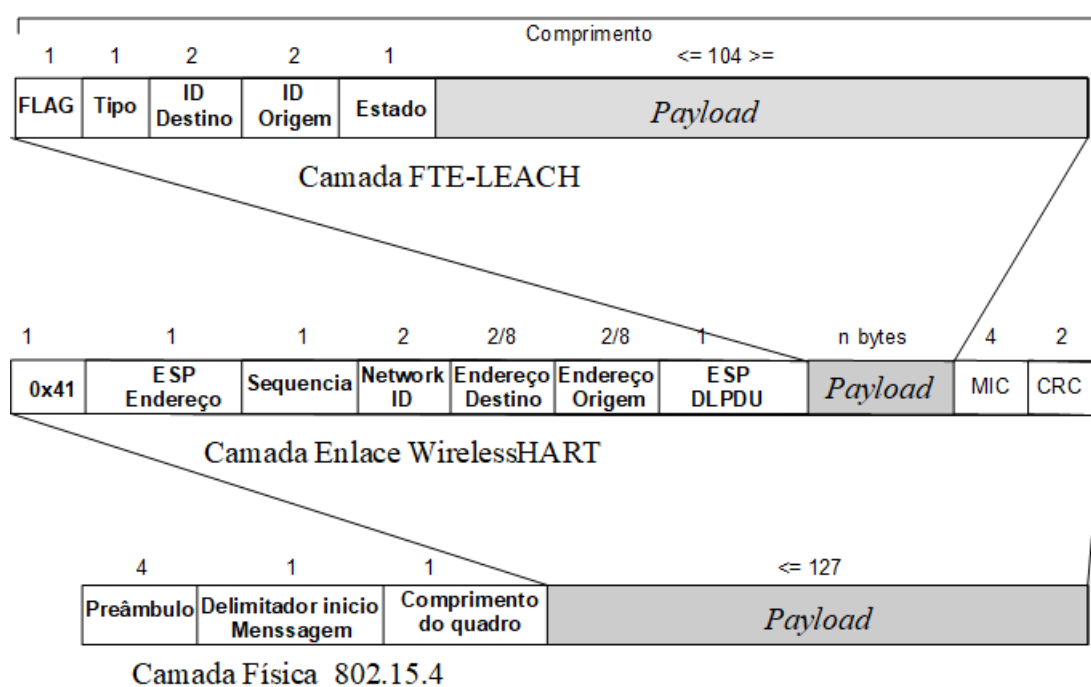 Comprimento
1 1 2 2 1 <= 104 >=
FLAG Tipo ID Destino ID Origem Estado Payload
Camada FTE-LEACH
1 1 1 2 2/8 2/8 1 n bytes 4 2
0x41 ESP Endereço Sequencia Network ID Endereço Destino Endereço Origem ESP DLPDU Payload MIC CRC
Camada Enlace WirelessHART
4 1 1 <= 127
Preâmbulo Delimitador inicio Menssagem Comprimento do quadro Payload
Camada Física 802.15.4